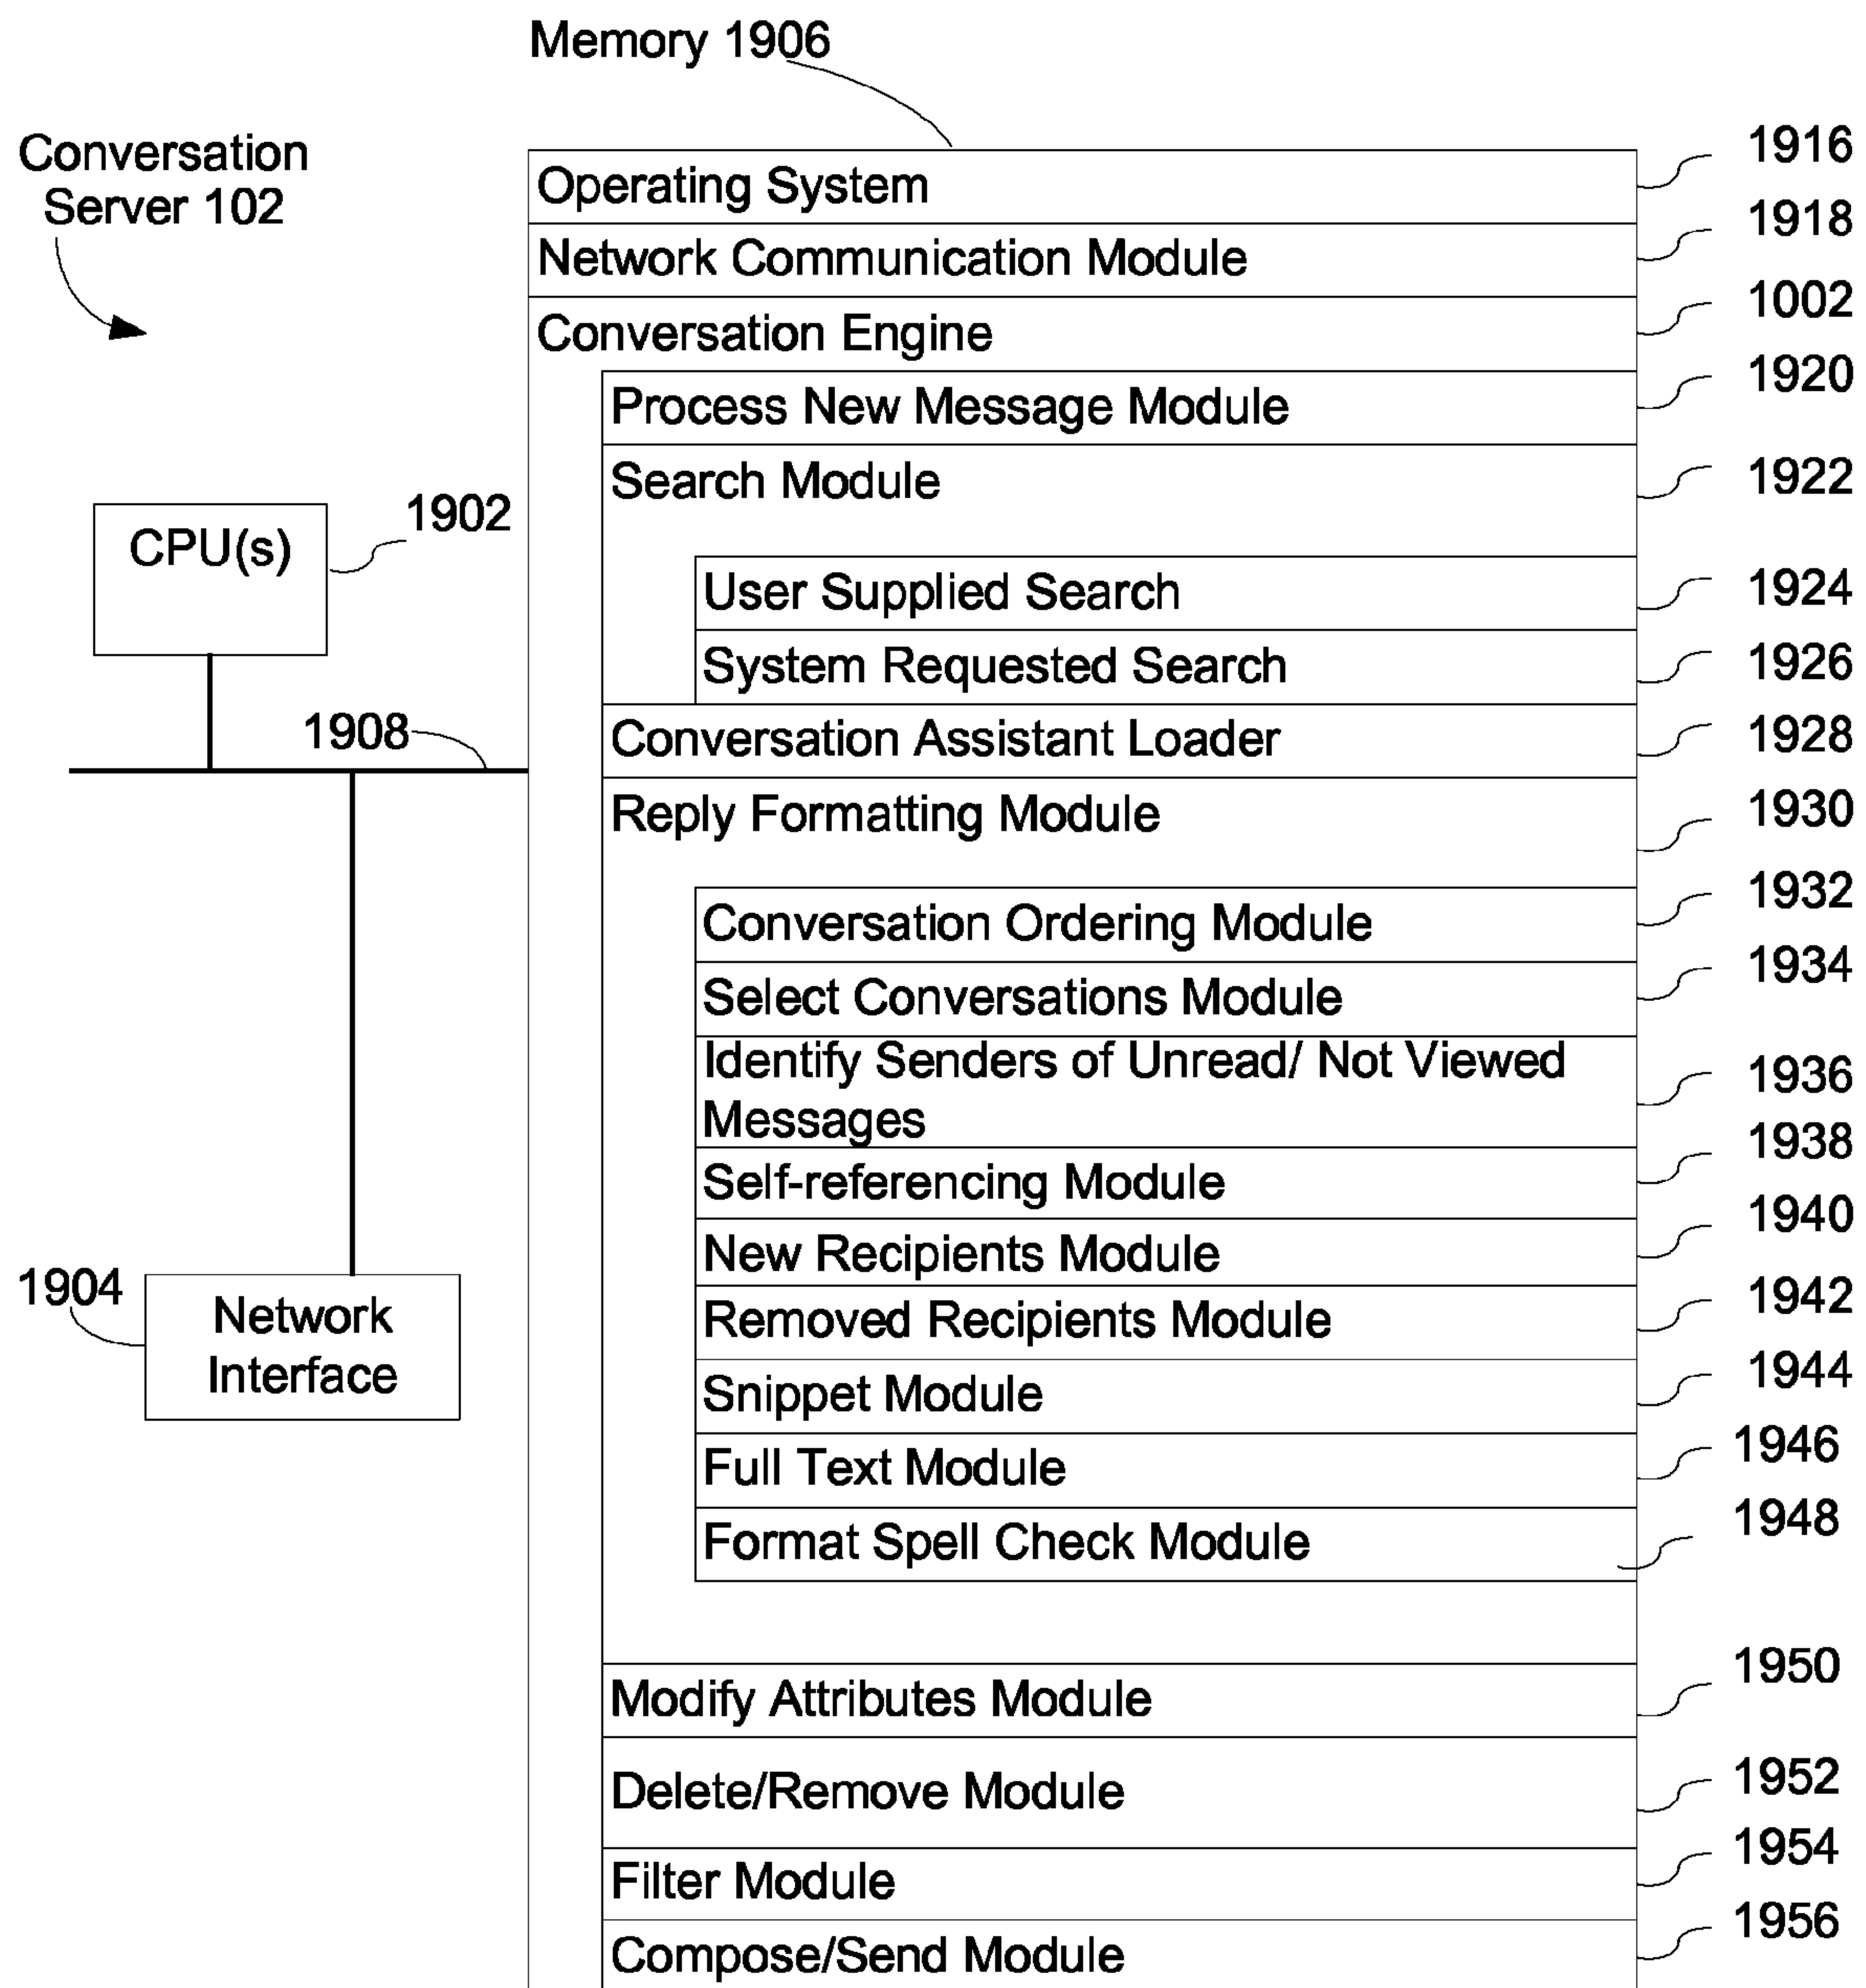 Memory 1906
Conversation
Server 102
Operating System 1916
Network Communication Module 1918
Conversation Engine 1002
Process New Message Module 1920
Search Module 1922
CPU(s) 1902
User Supplied Search 1924
System Requested Search 1926
1908
Conversation Assistant Loader 1928
Reply Formatting Module 1930
Conversation Ordering Module 1932
Select Conversations Module 1934
Identify Senders of Unread/ Not Viewed
Messages 1936
Self-referencing Module 1938
New Recipients Module 1940
1904
Network
Interface
Removed Recipients Module 1942
Snippet Module 1944
Full Text Module 1946
Format Spell Check Module 1948
Modify Attributes Module 1950
Delete/Remove Module 1952
Filter Module 1954
Compose/Send Module 1956